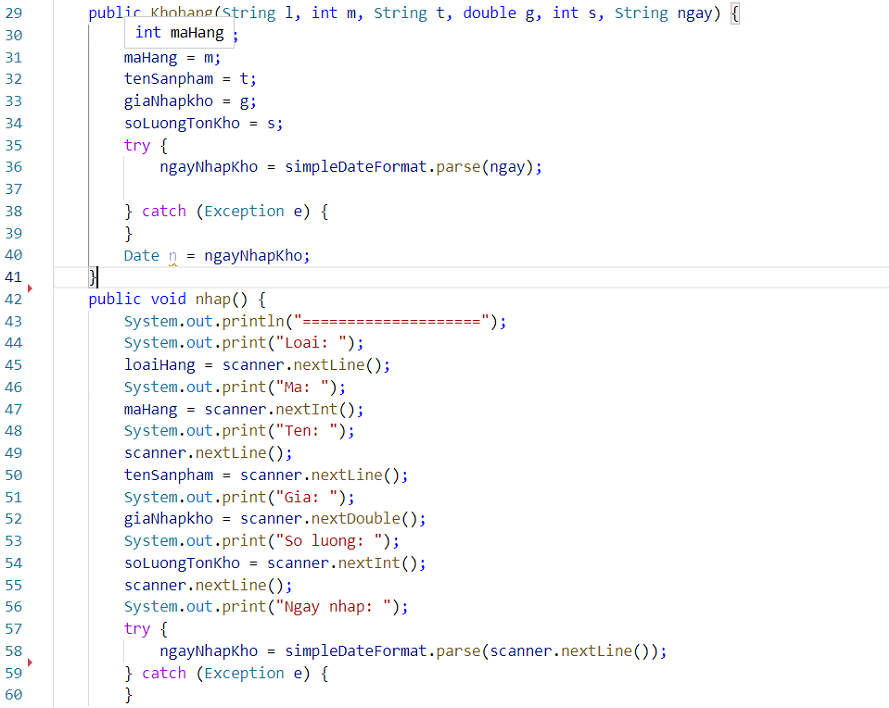 29 public Khohang(String l, int m, String t, double g, int s, String ngay) {
30 int maHang ;
31 maHang = m;
32 tenSanpham = t;
33 giaNhapkho = g;
34 soLuongTonKho = s;
35 try {
36 ngayNhapKho = simpleDateFormat.parse(ngay);
37
38 } catch (Exception e) {
39 }
40 Date n = ngayNhapKho;
41 }
42 public void nhap() {
43 System.out.println("====================");
44 System.out.print("Loai: ");
45 loaiHang = scanner.nextLine();
46 System.out.print("Ma: ");
47 maHang = scanner.nextInt();
48 System.out.print("Ten: ");
49 scanner.nextLine();
50 tenSanpham = scanner.nextLine();
51 System.out.print("Gia: ");
52 giaNhapkho = scanner.nextDouble();
53 System.out.print("So luong: ");
54 soLuongTonKho = scanner.nextInt();
55 scanner.nextLine();
56 System.out.print("Ngay nhap: ");
57 try {
58 ngayNhapKho = simpleDateFormat.parse(scanner.nextLine());
59 } catch (Exception e) {
60 }